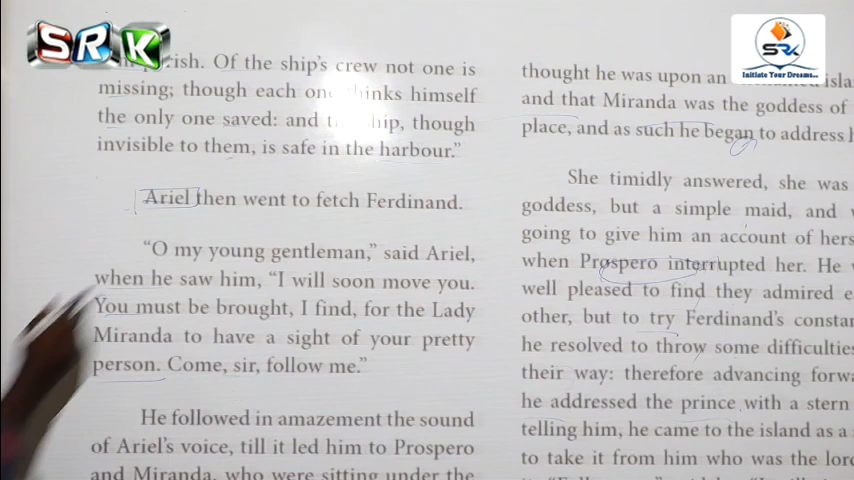 SRK
SRK
Initiate Your Dreams...
Of the ship's crew not one is
missing; though each one thinks himself
the only one saved: and ship, though
invisible to them, is safe in the harbour."
Ariel then went to fetch Ferdinand.
"O my young gentleman," said Ariel,
when he saw him, "I will soon move you.
You must be brought, I find, for the Lady
Miranda to have a sight of your pretty
person. Come, sir, follow me."
He followed in amazement the sound
of Ariel's voice, till it led him to Prospero
and Miranda, who were sitting under the
thought he was upon an
and that Miranda was the goddess of
place, and as such he began to address
She timidly answered, she was
goddess, but a simple maid, and
going to give him an account of
when Prospero interrupted her. He
well pleased to find they admired
other, but to try Ferdinand's
he resolved to throw some difficulties
their way: therefore advancing
he addressed the prince with a stern
telling him, he came to the island as a
to take it from him who was the